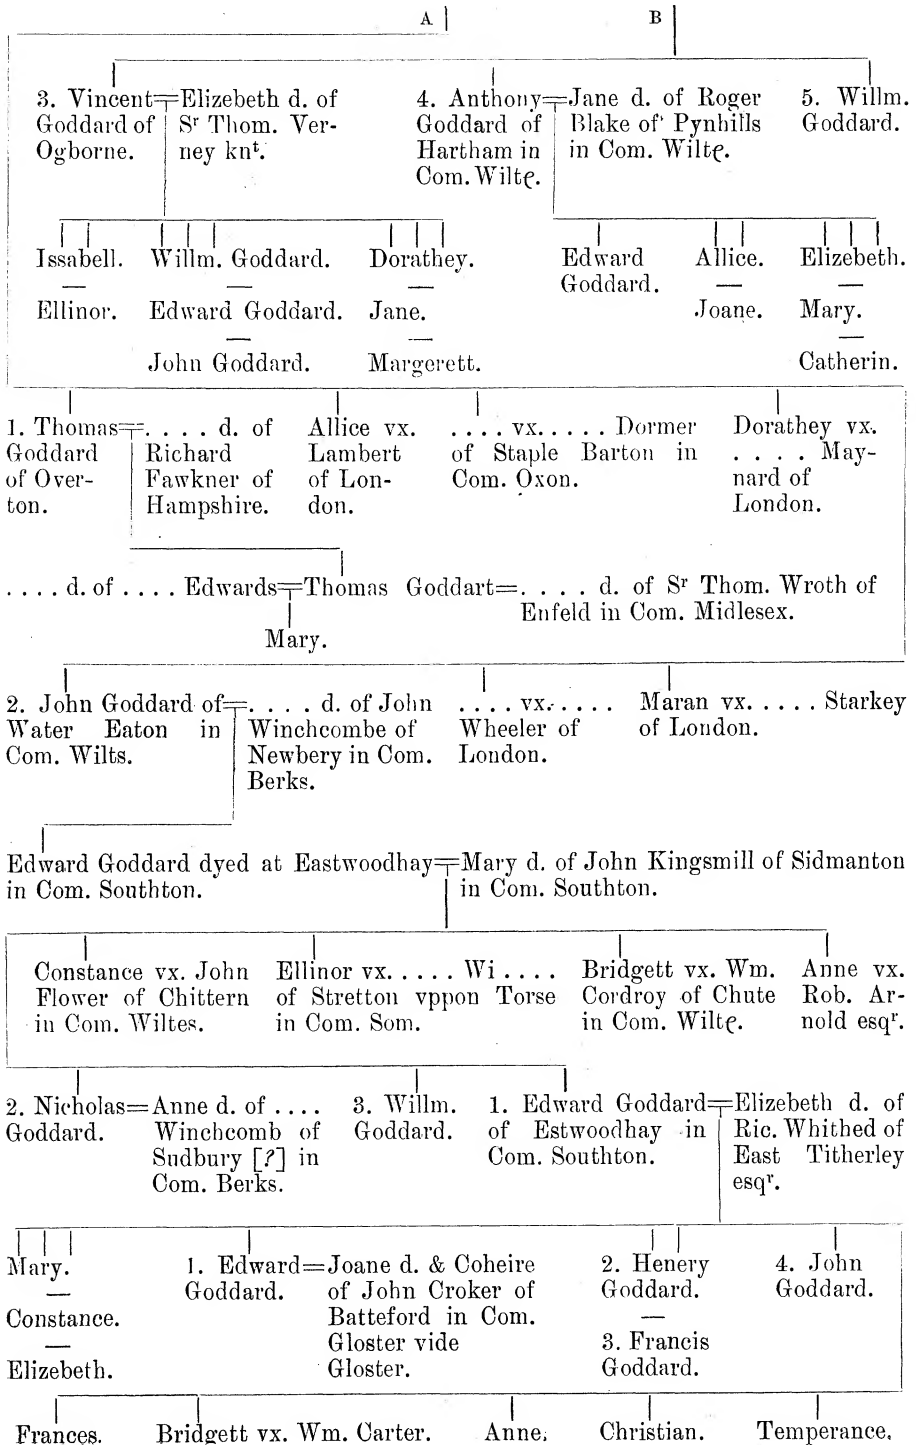 A B
3. Vincent=Elizebeth d. of
Goddard of Sʳ Thom. Ver-
Ogborne. ney knᵗ.
4. Anthony=Jane d. of Roger
Goddard of Blake of Pynhills
Hartham in in Com. Wiltꝭ.
Com. Wiltꝭ.
5. Willm.
Goddard.
Issabell.
—
Ellinor.
Willm. Goddard.
—
Edward Goddard.
—
John Goddard.
Dorathey.
—
Jane.
—
Margerett.
Edward
Goddard.
Allice.
—
Joane.
Elizebeth.
—
Mary.
—
Catherin.
1. Thomas=. . . . d. of
Goddard Richard
of Over- Fawkner of
ton. Hampshire.
Allice vx.
Lambert
of Lon-
don.
. . . . vx. . . . . Dormer
of Staple Barton in
Com. Oxon.
Dorathey vx.
. . . . May-
nard of
London.
. . . . d. of . . . . Edwards=Thomas Goddart=. . . . d. of Sʳ Thom. Wroth of
Enfeld in Com. Midlesex.
Mary.
2. John Goddard of=. . . . d. of John
Water Eaton in Winchcombe of
Com. Wilts. Newbery in Com.
Berks.
. . . . vx. . . . . .
Wheeler of
London.
Maran vx. . . . . Starkey
of London.
Edward Goddard dyed at Eastwoodhay=Mary d. of John Kingsmill of Sidmanton
in Com. Southton. in Com. Southton.
Constance vx. John
Flower of Chittern
in Com. Wiltes.
Ellinor vx. . . . . Wi . . . .
of Stretton vppon Torse
in Com. Som.
Bridgett vx. Wm.
Cordroy of Chute
in Com. Wiltꝭ.
Anne vx.
Rob. Ar-
nold esqʳ.
2. Nicholas=Anne d. of . . . .
Goddard. Winchcomb of
Sudbury [?] in
Com. Berks.
3. Willm.
Goddard.
1. Edward Goddard=Elizebeth d. of
of Estwoodhay in Ric. Whithed of
Com. Southton. East Titherley
esqʳ.
Mary.
—
Constance.
—
Elizebeth.
1. Edward=Joane d. & Coheire
Goddard. of John Croker of
Batteford in Com.
Gloster vide
Gloster.
2. Henery
Goddard.
—
3. Francis
Goddard.
4. John
Goddard.
Frances. Bridgett vx. Wm. Carter. Anne. Christian. Temperance.